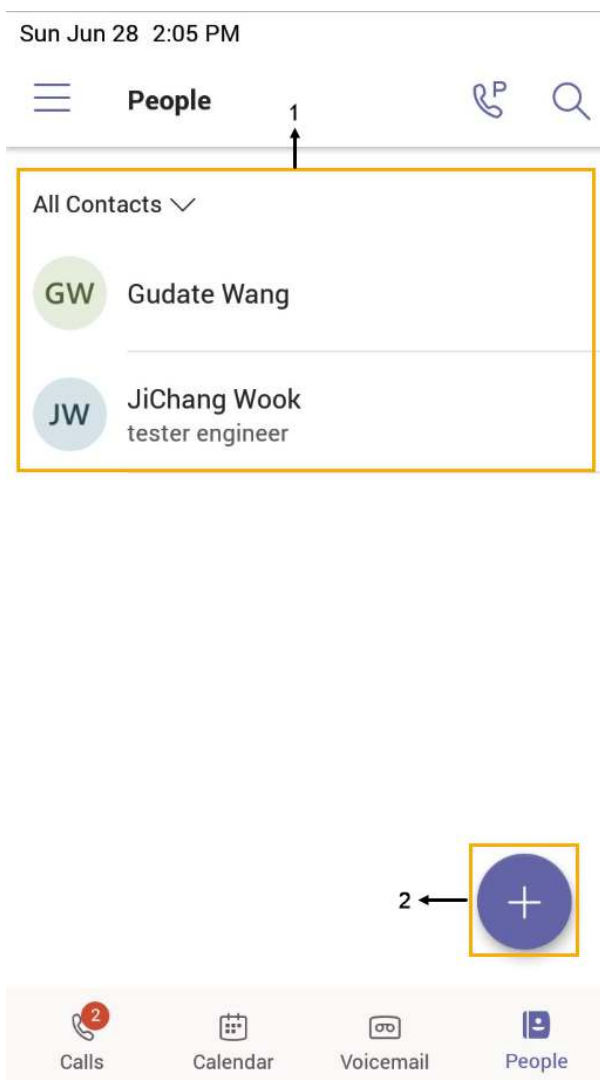 Sun Jun 28 2:05 PM
People
P
1
All Contacts
GW
Gudate Wang
JW
JiChang Wook
tester engineer
2
2
Calls
Calendar
Voicemail
People